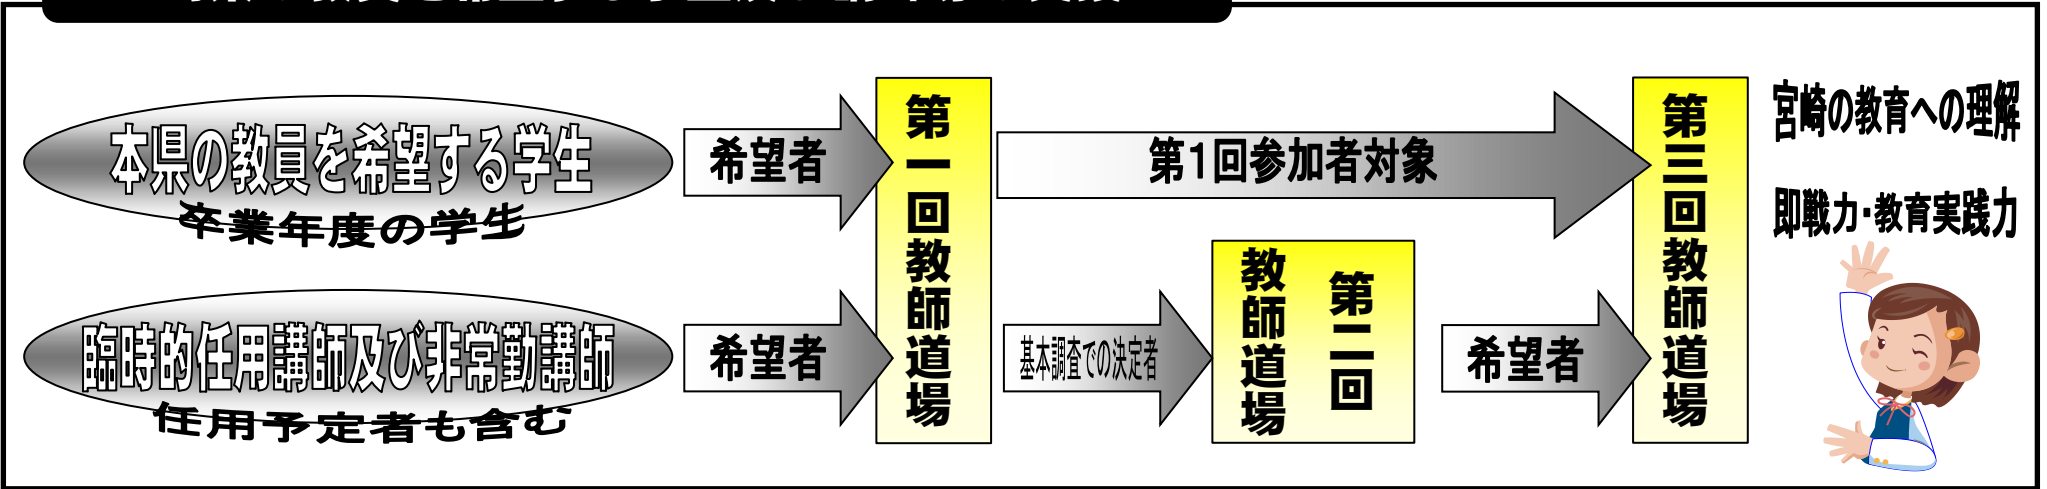 本県の教員を希望する学生
卒業年度の学生
希望者
第一回教師道場
第1回参加者対象
第三回教師道場
宮崎の教育への理解
即戦力・教育実践力
臨時的任用講師及び非常勤講師
任用予定者も含む
希望者
基本調査での決定者
第二回
教師道場
希望者